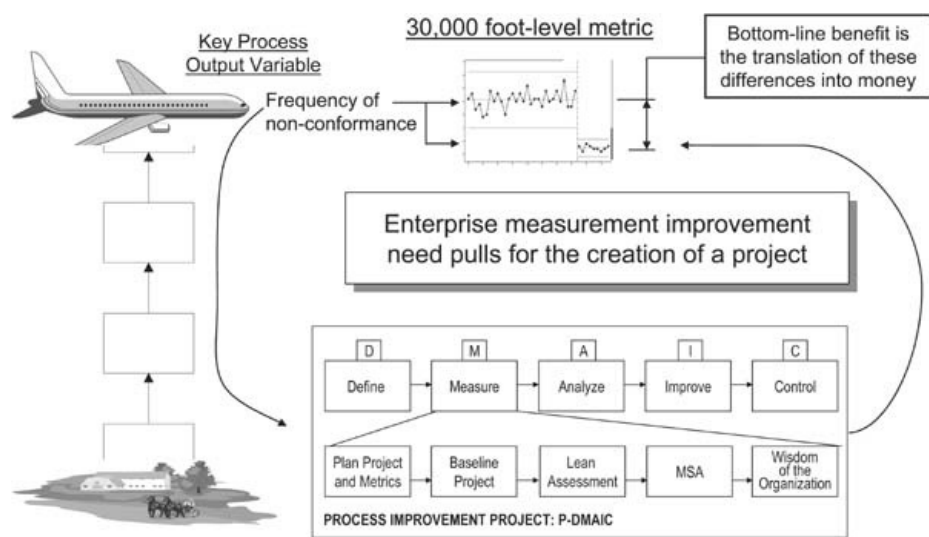 Key Process
Output Variable
30,000 foot-level metric
Bottom-line benefit is
the translation of these
differences into money
Frequency of
non-conformance
Enterprise measurement improvement
need pulls for the creation of a project
D
M
A
I
C
Define
Measure
Analyze
Improve
Control
Plan Project
and Metrics
Baseline
Project
Lean
Assessment
MSA
Wisdom
of the
Organization
PROCESS IMPROVEMENT PROJECT: P-DMAIC